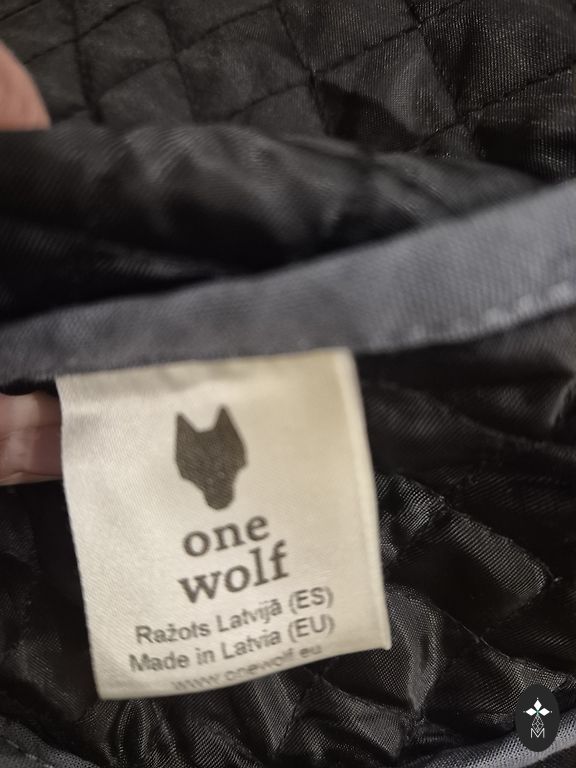 one
wolf
Ražots Latvijā (ES)
Made in Latvia (EU)
www.onewolf.eu
M